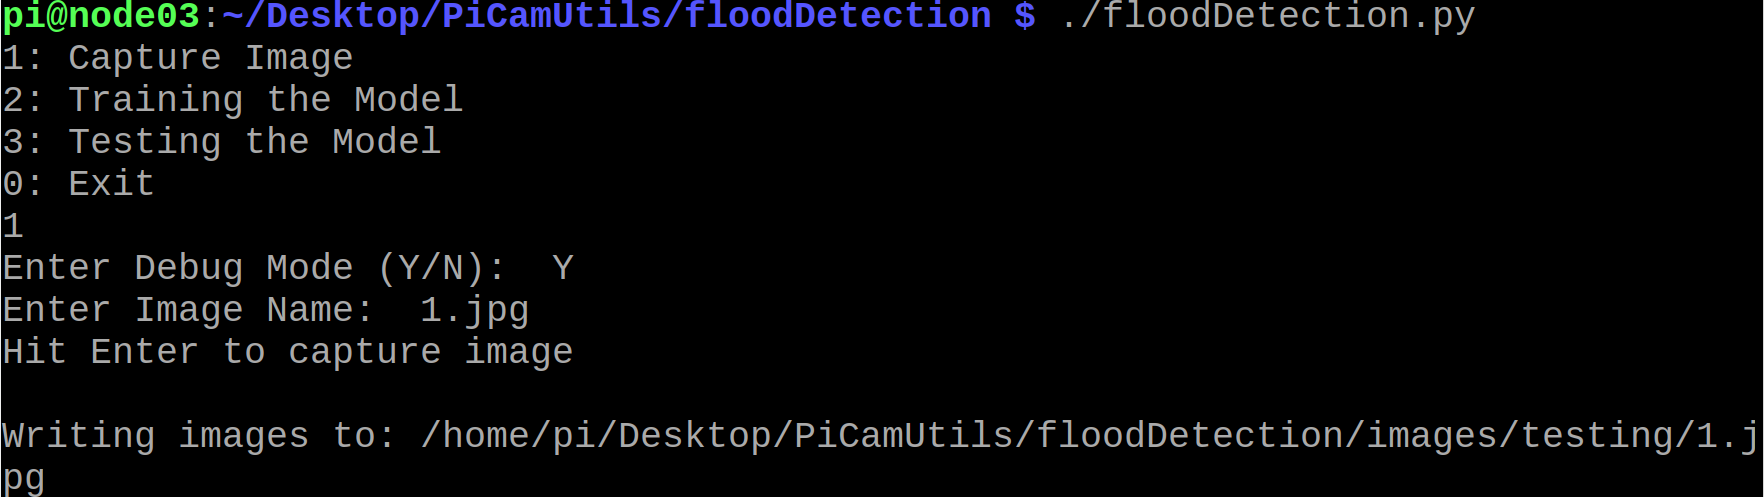 pi@node03:~/Desktop/PiCamUtils/floodDetection $ ./floodDetection.py
1: Capture Image
2: Training the Model
3: Testing the Model
0: Exit
1
Enter Debug Mode (Y/N):  Y
Enter Image Name:  1.jpg
Hit Enter to capture image
Writing images to: /home/pi/Desktop/PiCamUtils/floodDetection/images/testing/1.j
pg